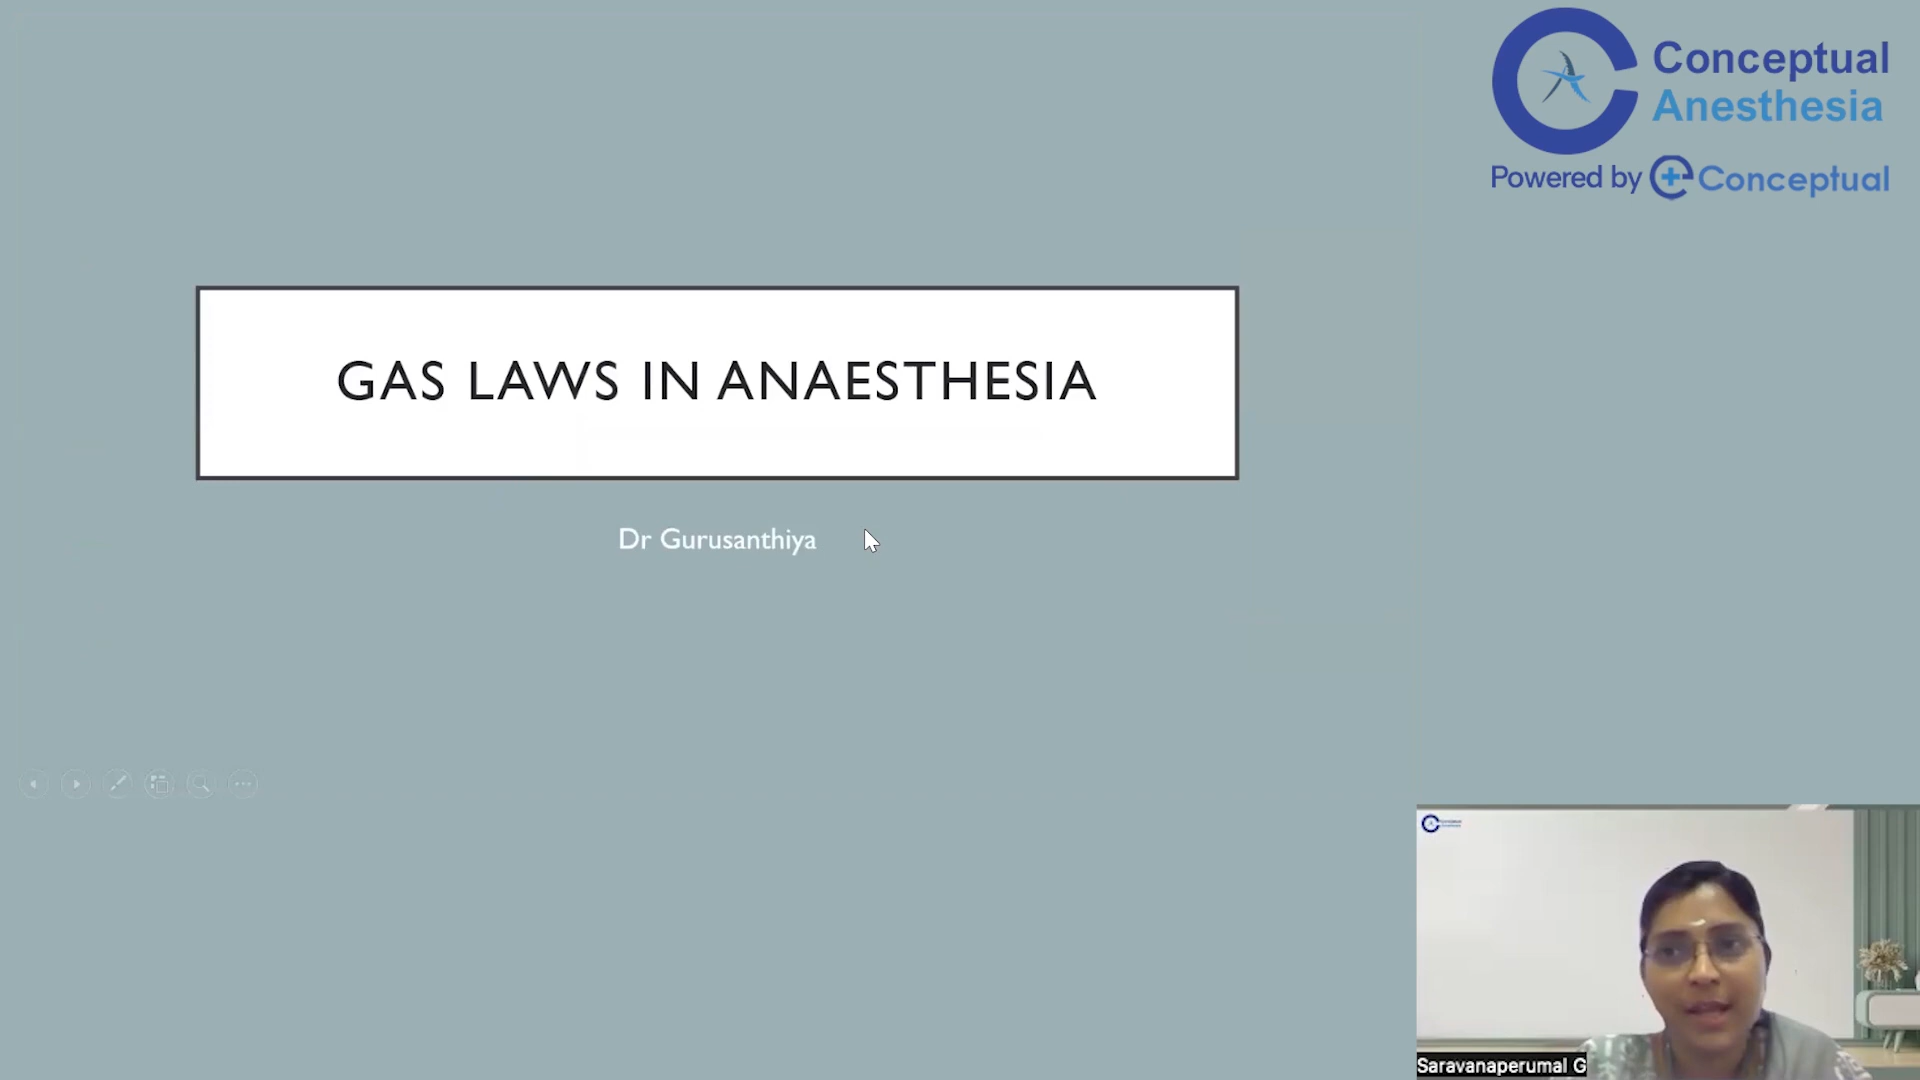 Conceptual
Anesthesia
Powered by Conceptual
GAS LAWS IN ANAESTHESIA
Dr Gurusanthiya
Saravanaperumal G